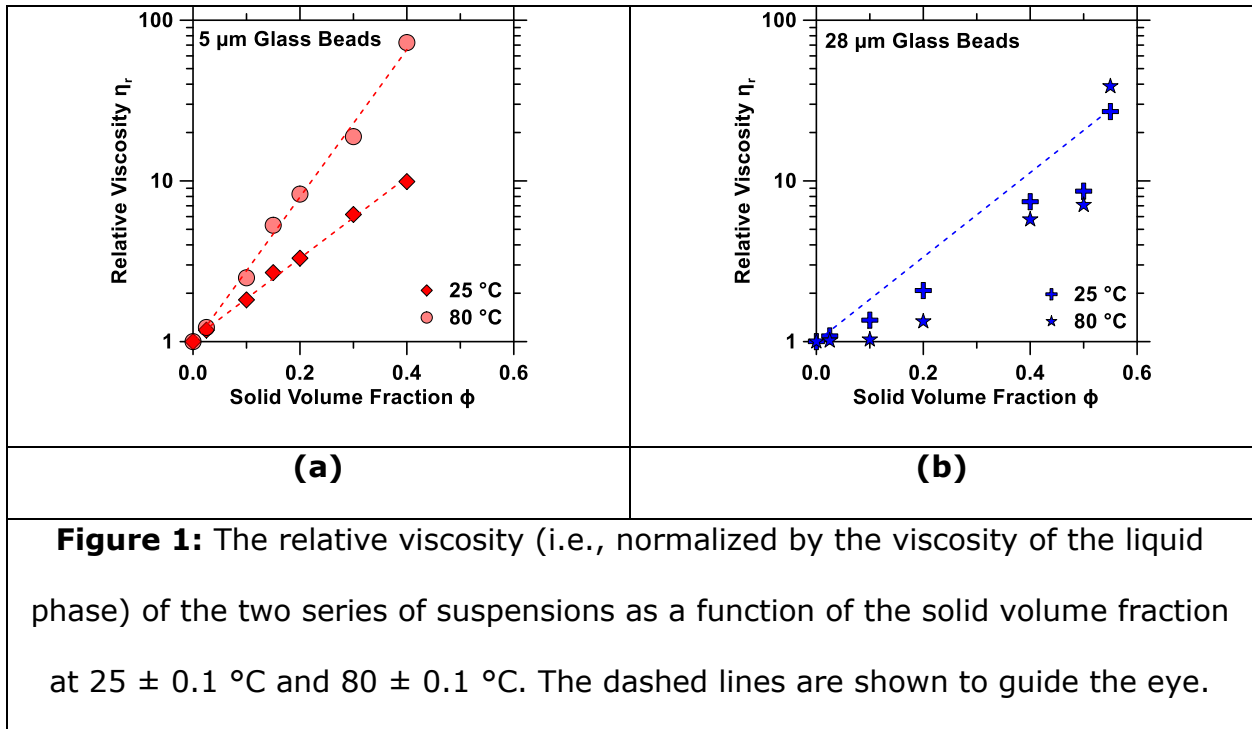 100
10
1
Relative Viscosity ηr
5 µm Glass Beads
25 °C
80 °C
0.0 0.2 0.4 0.6
Solid Volume Fraction ϕ
100
10
1
Relative Viscosity ηr
28 µm Glass Beads
25 °C
80 °C
0.0 0.2 0.4 0.6
Solid Volume Fraction ϕ
(a)
(b)
Figure 1: The relative viscosity (i.e., normalized by the viscosity of the liquid
phase) of the two series of suspensions as a function of the solid volume fraction
at 25 ± 0.1 °C and 80 ± 0.1 °C. The dashed lines are shown to guide the eye.